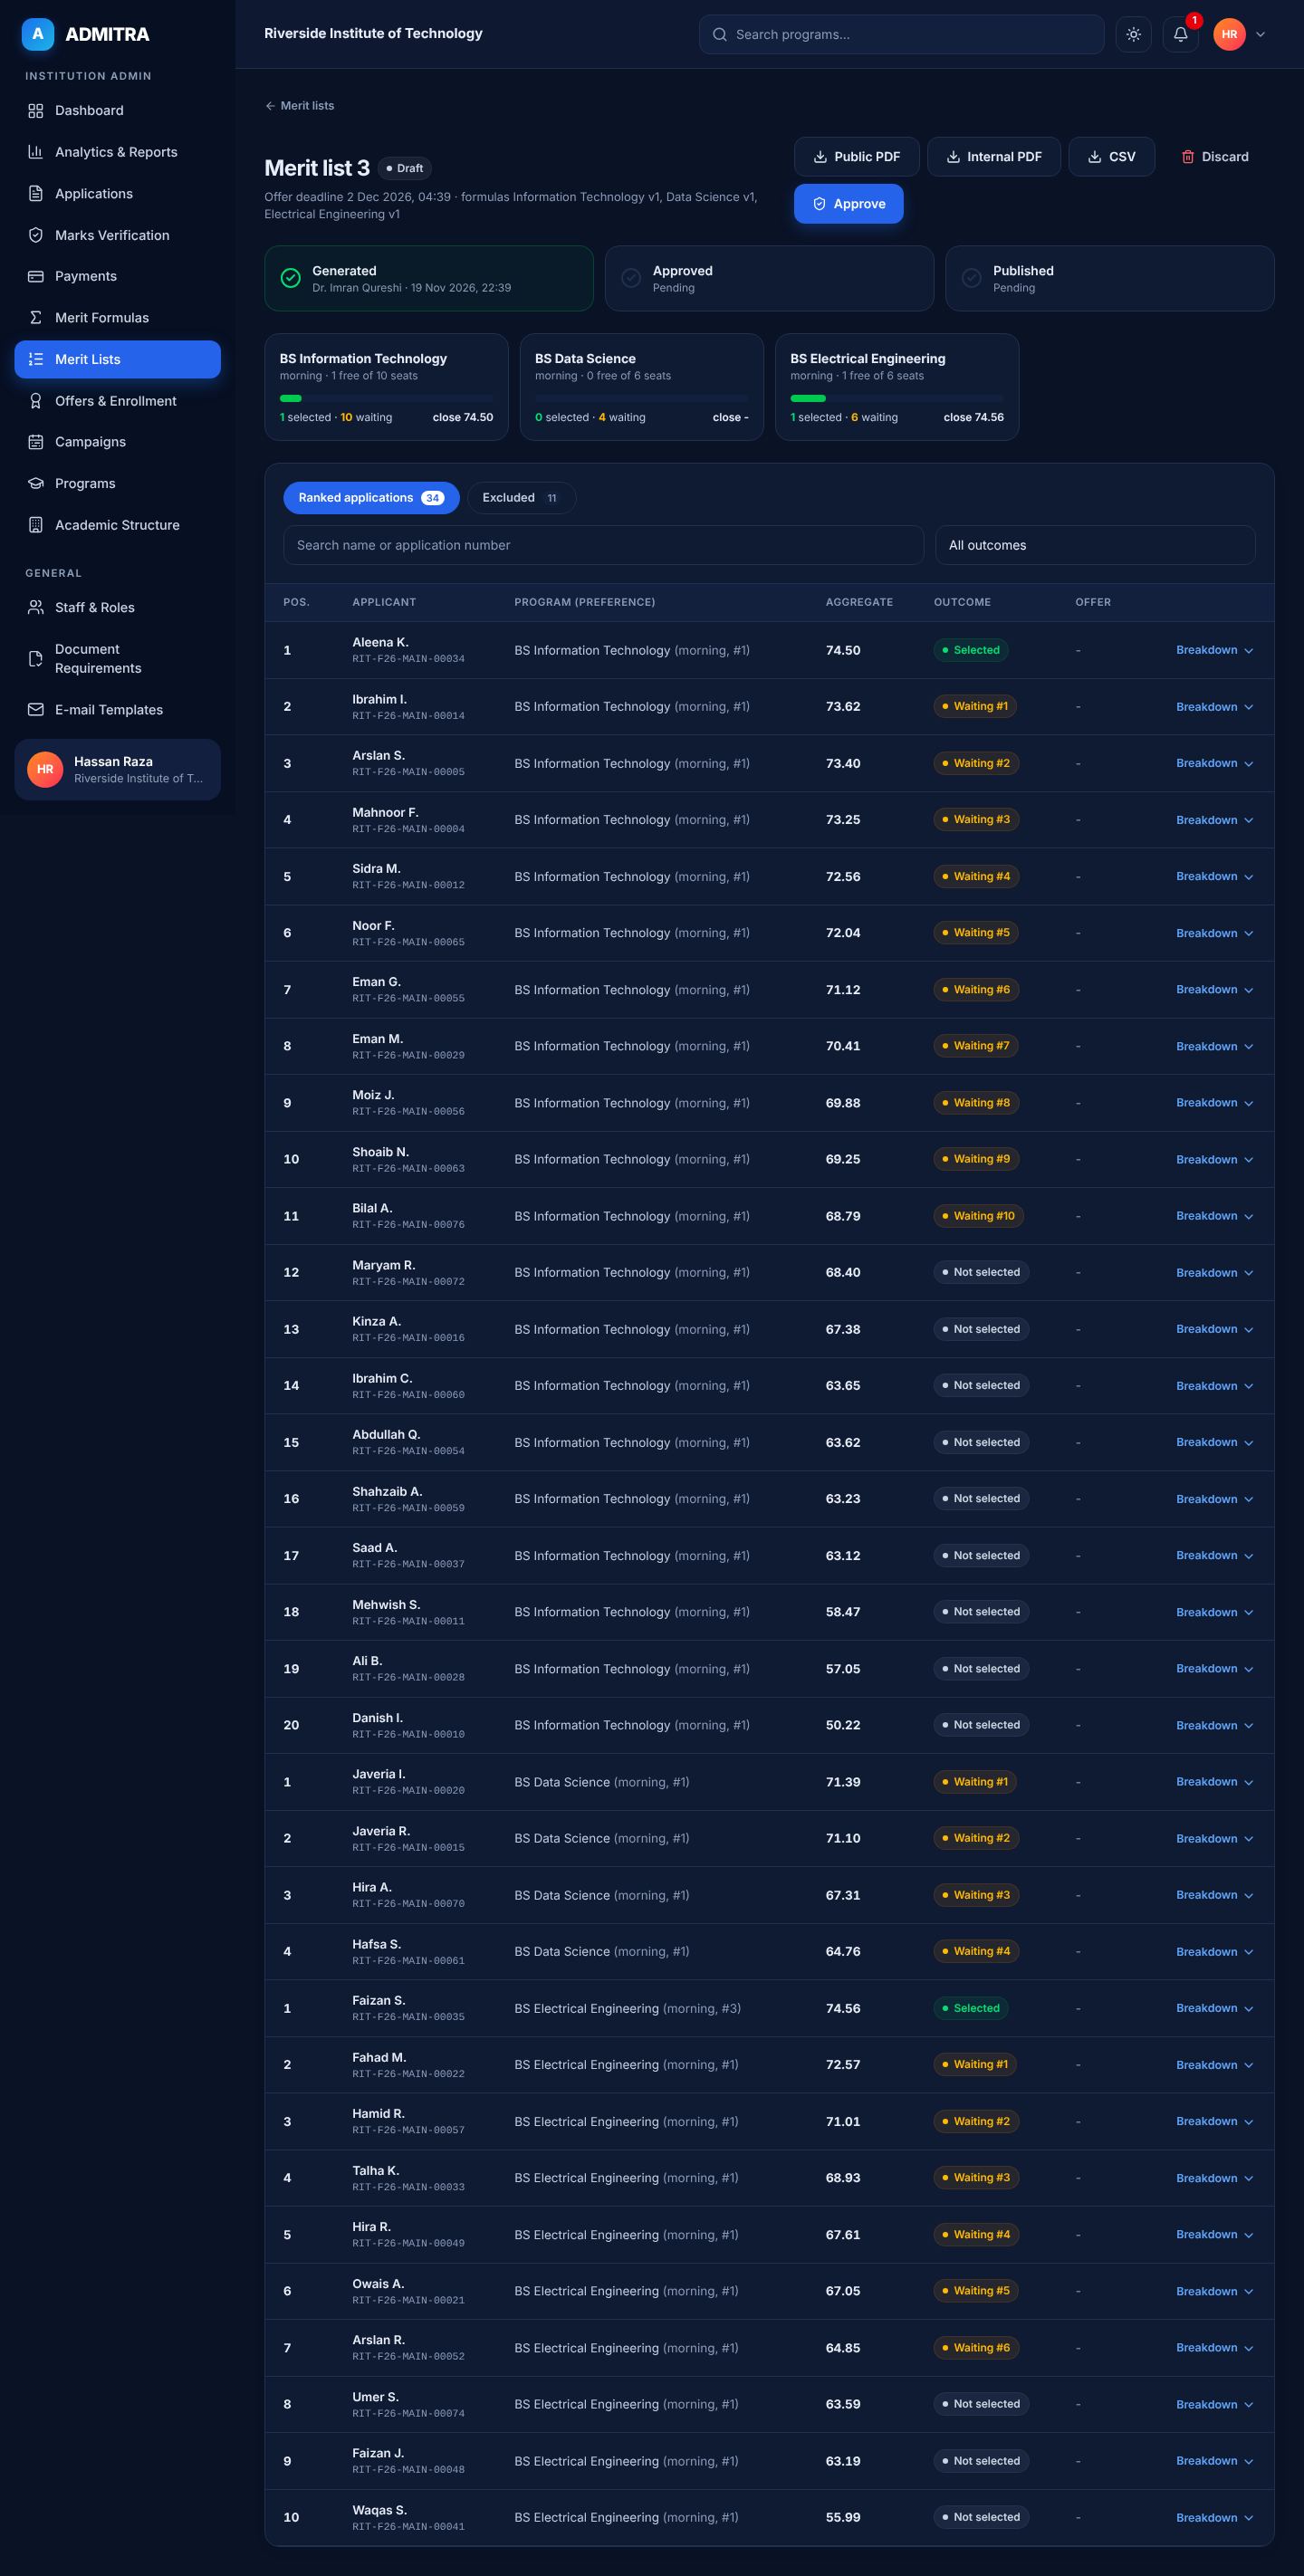 A ADMITRA
INSTITUTION ADMIN
Dashboard
Analytics & Reports
Applications
Marks Verification
Payments
Merit Formulas
Merit Lists
Offers & Enrollment
Campaigns
Programs
Academic Structure
GENERAL
Staff & Roles
Document
Requirements
E-mail Templates
HR Hassan Raza
Riverside Institute of T...
Riverside Institute of Technology
Search programs...
1
HR
Merit lists
Merit list 3 Draft
Offer deadline 2 Dec 2026, 04:39 · formulas Information Technology v1, Data Science v1,
Electrical Engineering v1
Public PDF Internal PDF CSV Discard
Approve
Generated
Dr. Imran Qureshi · 19 Nov 2026, 22:39
Approved
Pending
Published
Pending
BS Information Technology
morning · 1 free of 10 seats
1 selected · 10 waiting close 74.50
BS Data Science
morning · 0 free of 6 seats
0 selected · 4 waiting close -
BS Electrical Engineering
morning · 1 free of 6 seats
1 selected · 6 waiting close 74.56
Ranked applications 34 Excluded 11
Search name or application number All outcomes
POS. APPLICANT PROGRAM (PREFERENCE) AGGREGATE OUTCOME OFFER
1 Aleena K. BS Information Technology (morning, #1) 74.50 Selected - Breakdown
RIT-F26-MAIN-00034
2 Ibrahim I. BS Information Technology (morning, #1) 73.62 Waiting #1 - Breakdown
RIT-F26-MAIN-00014
3 Arslan S. BS Information Technology (morning, #1) 73.40 Waiting #2 - Breakdown
RIT-F26-MAIN-00005
4 Mahnoor F. BS Information Technology (morning, #1) 73.25 Waiting #3 - Breakdown
RIT-F26-MAIN-00004
5 Sidra M. BS Information Technology (morning, #1) 72.56 Waiting #4 - Breakdown
RIT-F26-MAIN-00012
6 Noor F. BS Information Technology (morning, #1) 72.04 Waiting #5 - Breakdown
RIT-F26-MAIN-00065
7 Eman G. BS Information Technology (morning, #1) 71.12 Waiting #6 - Breakdown
RIT-F26-MAIN-00055
8 Eman M. BS Information Technology (morning, #1) 70.41 Waiting #7 - Breakdown
RIT-F26-MAIN-00029
9 Moiz J. BS Information Technology (morning, #1) 69.88 Waiting #8 - Breakdown
RIT-F26-MAIN-00056
10 Shoaib N. BS Information Technology (morning, #1) 69.25 Waiting #9 - Breakdown
RIT-F26-MAIN-00063
11 Bilal A. BS Information Technology (morning, #1) 68.79 Waiting #10 - Breakdown
RIT-F26-MAIN-00076
12 Maryam R. BS Information Technology (morning, #1) 68.40 Not selected - Breakdown
RIT-F26-MAIN-00072
13 Kinza A. BS Information Technology (morning, #1) 67.38 Not selected - Breakdown
RIT-F26-MAIN-00016
14 Ibrahim C. BS Information Technology (morning, #1) 63.65 Not selected - Breakdown
RIT-F26-MAIN-00060
15 Abdullah Q. BS Information Technology (morning, #1) 63.62 Not selected - Breakdown
RIT-F26-MAIN-00054
16 Shahzaib A. BS Information Technology (morning, #1) 63.23 Not selected - Breakdown
RIT-F26-MAIN-00059
17 Saad A. BS Information Technology (morning, #1) 63.12 Not selected - Breakdown
RIT-F26-MAIN-00037
18 Mehwish S. BS Information Technology (morning, #1) 58.47 Not selected - Breakdown
RIT-F26-MAIN-00011
19 Ali B. BS Information Technology (morning, #1) 57.05 Not selected - Breakdown
RIT-F26-MAIN-00028
20 Danish I. BS Information Technology (morning, #1) 50.22 Not selected - Breakdown
RIT-F26-MAIN-00010
1 Javeria I. BS Data Science (morning, #1) 71.39 Waiting #1 - Breakdown
RIT-F26-MAIN-00020
2 Javeria R. BS Data Science (morning, #1) 71.10 Waiting #2 - Breakdown
RIT-F26-MAIN-00015
3 Hira A. BS Data Science (morning, #1) 67.31 Waiting #3 - Breakdown
RIT-F26-MAIN-00070
4 Hafsa S. BS Data Science (morning, #1) 64.76 Waiting #4 - Breakdown
RIT-F26-MAIN-00061
1 Faizan S. BS Electrical Engineering (morning, #3) 74.56 Selected - Breakdown
RIT-F26-MAIN-00035
2 Fahad M. BS Electrical Engineering (morning, #1) 72.57 Waiting #1 - Breakdown
RIT-F26-MAIN-00022
3 Hamid R. BS Electrical Engineering (morning, #1) 71.01 Waiting #2 - Breakdown
RIT-F26-MAIN-00057
4 Talha K. BS Electrical Engineering (morning, #1) 68.93 Waiting #3 - Breakdown
RIT-F26-MAIN-00033
5 Hira R. BS Electrical Engineering (morning, #1) 67.61 Waiting #4 - Breakdown
RIT-F26-MAIN-00049
6 Owais A. BS Electrical Engineering (morning, #1) 67.05 Waiting #5 - Breakdown
RIT-F26-MAIN-00021
7 Arslan R. BS Electrical Engineering (morning, #1) 64.85 Waiting #6 - Breakdown
RIT-F26-MAIN-00052
8 Umer S. BS Electrical Engineering (morning, #1) 63.59 Not selected - Breakdown
RIT-F26-MAIN-00074
9 Faizan J. BS Electrical Engineering (morning, #1) 63.19 Not selected - Breakdown
RIT-F26-MAIN-00048
10 Waqas S. BS Electrical Engineering (morning, #1) 55.99 Not selected - Breakdown
RIT-F26-MAIN-00041